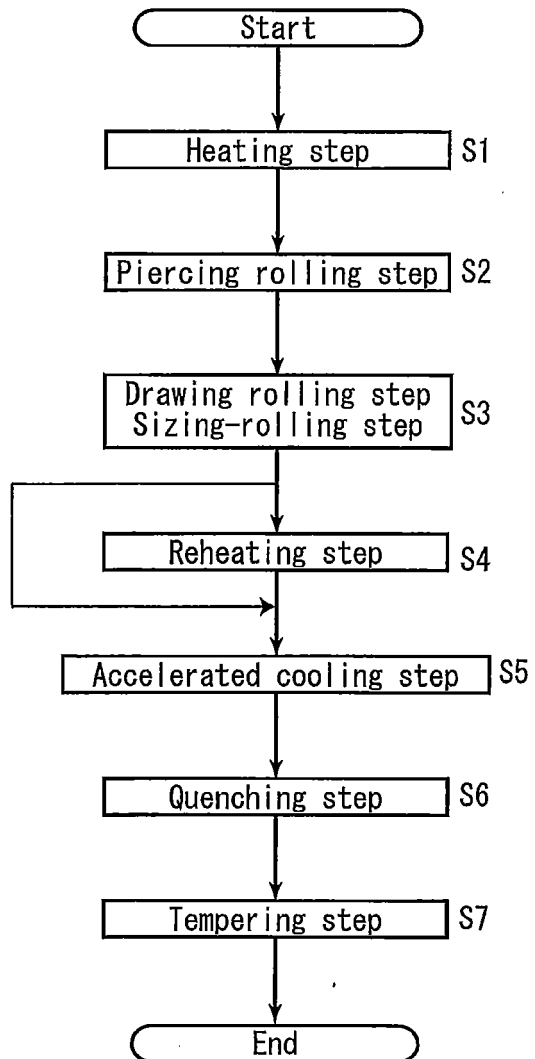 Start
Heating step S1
Piercing rolling step S2
Drawing rolling step
Sizing-rolling step S3
Reheating step S4
Accelerated cooling step S5
Quenching step S6
Tempering step S7
End